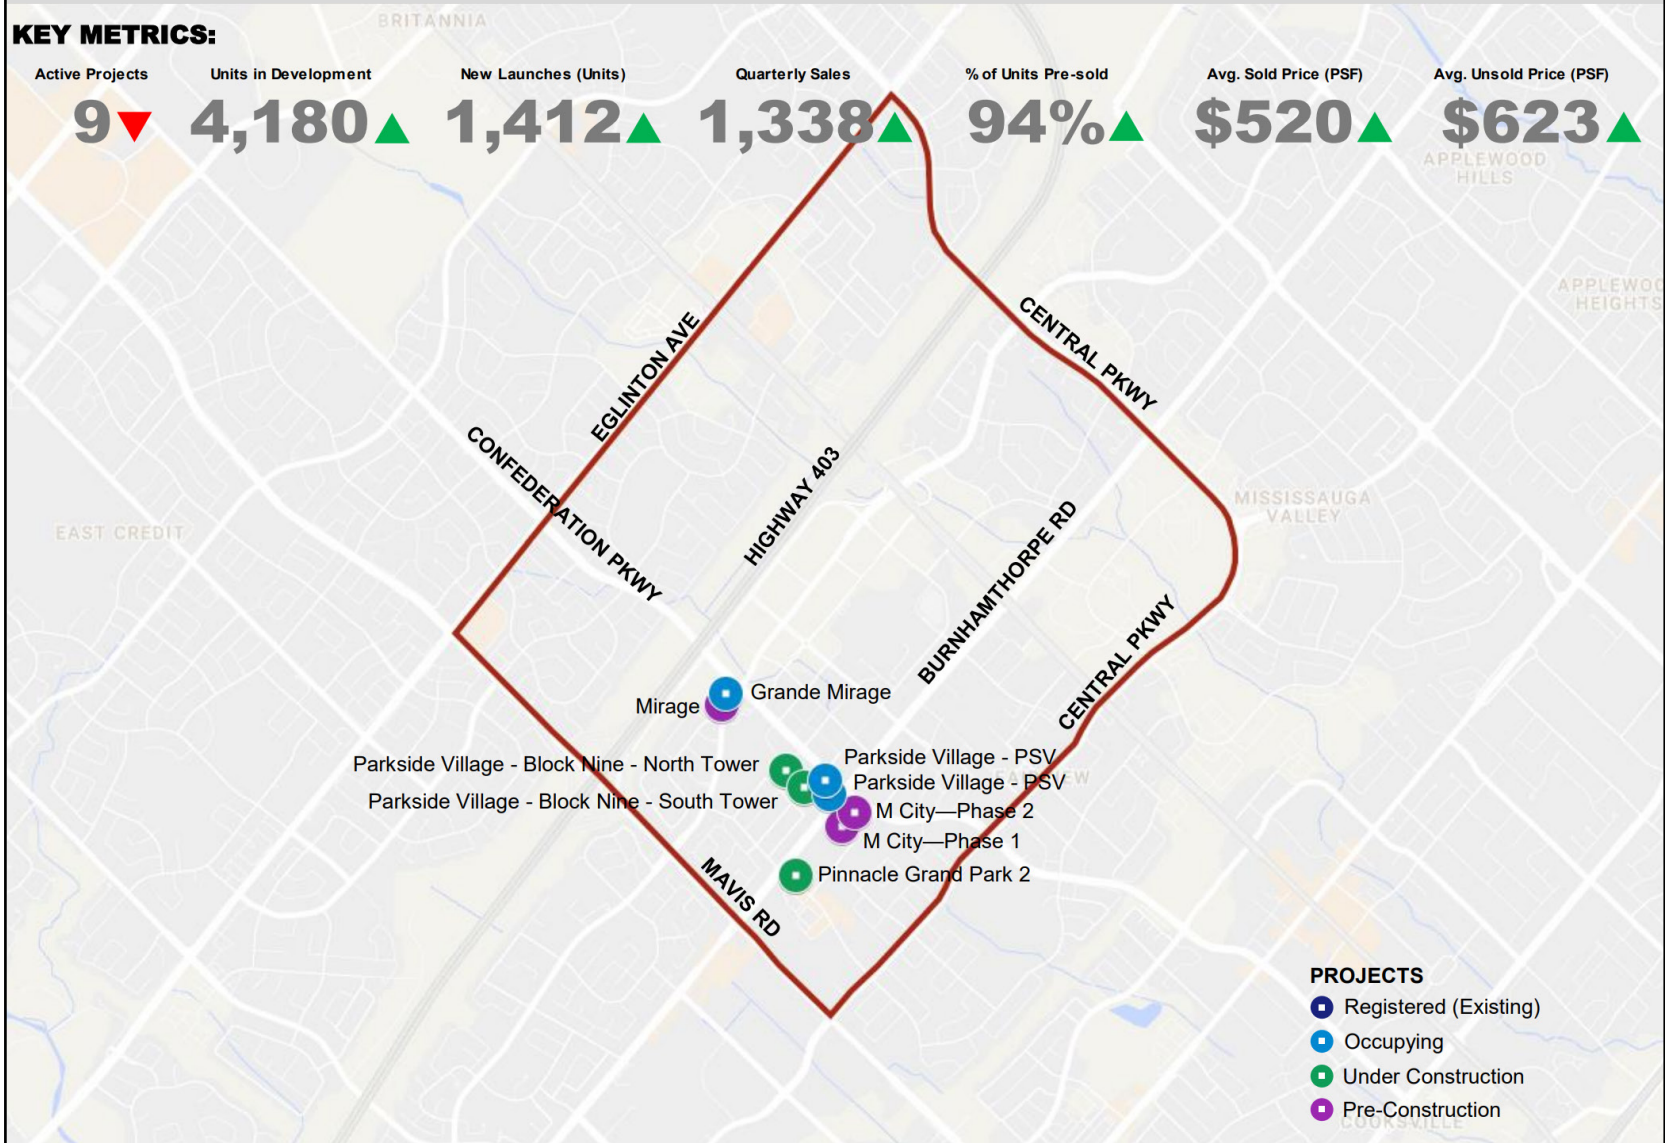 BRITANNIA
KEY METRICS:
Active Projects
9
Units in Development
4,180
New Launches (Units)
1,412
Quarterly Sales
1,338
% of Units Pre-sold
94%
Avg. Sold Price (PSF)
$520
Avg. Unsold Price (PSF)
$623
APPLEWOOD
HILLS
APPLEWOO
HEIGHTS
CENTRAL PKWY
EGLINTON AVE
CONFEDERATION PKWY
HIGHWAY 403
MISSISSAUGA
VALLEY
EAST CREDIT
BURNHAMTHORPE RD
CENTRAL PKWY
Grande Mirage
Mirage
Parkside Village - PSV
Parkside Village - Block Nine - North Tower
Parkside Village - PSV
Parkside Village - Block Nine - South Tower
M City—Phase 2
M City—Phase 1
Pinnacle Grand Park 2
MAVIS RD
PROJECTS
Registered (Existing)
Occupying
Under Construction
Pre-Construction
COOKSVILLE